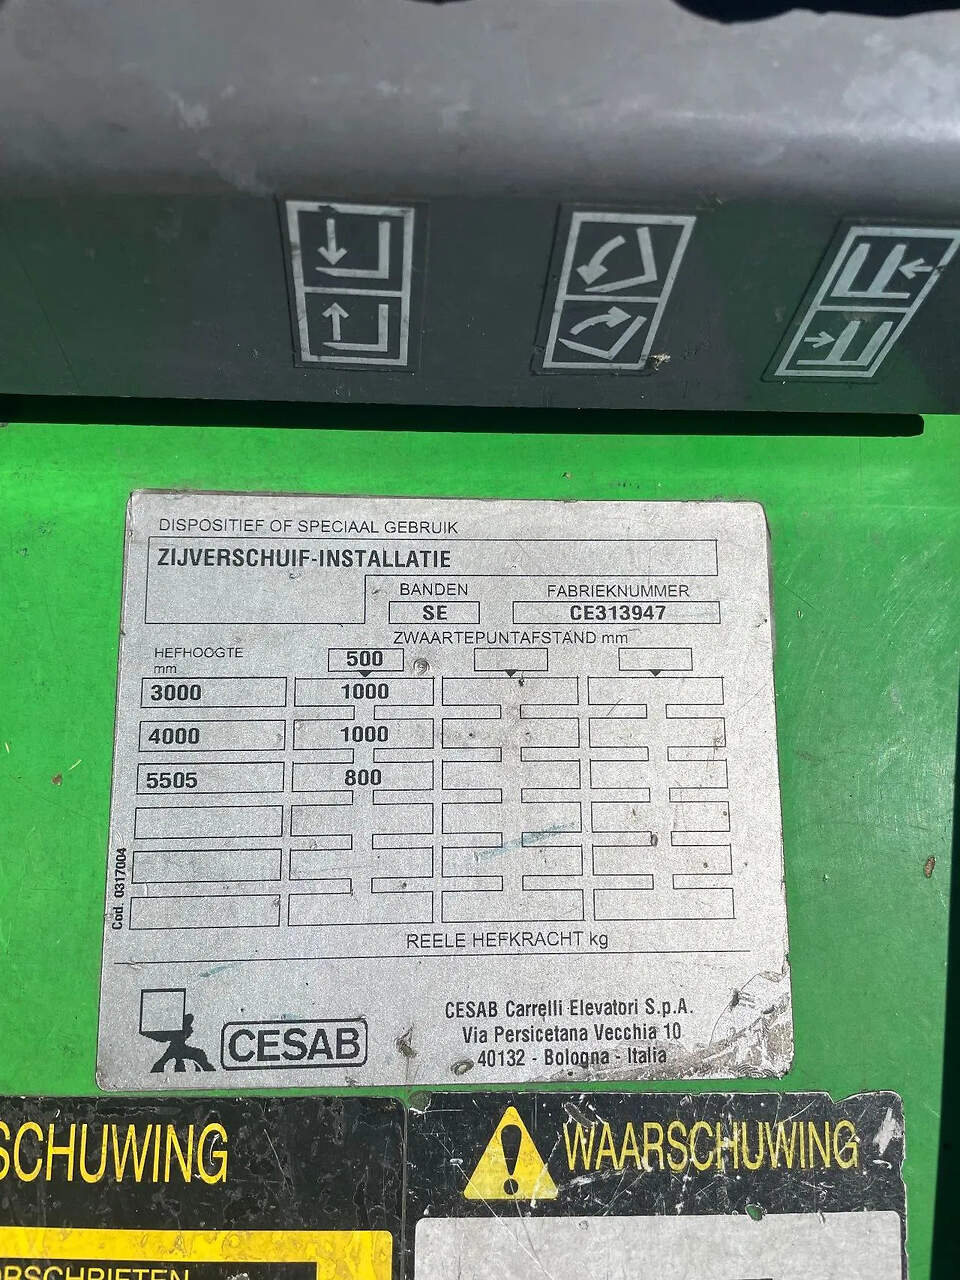 DISPOSITIEF OF SPECIAAL GEBRUIK
ZIJVERSCHUIF-INSTALLATIE
BANDEN FABRIEKNUMMER
SE CE313947
ZWAARTEPUNTAFSTAND mm
HEFHOOGTE
mm
500
3000 1000
4000 1000
5505 800
Cod. 0317004
REELE HEFKRACHT kg
CESAB
CESAB Carrelli Elevatori S.p.A.
Via Persicetana Vecchia 10
40132 - Bologna - Italia
SCHUWING
WAARSCHUWING
ORSCHRIFTEN